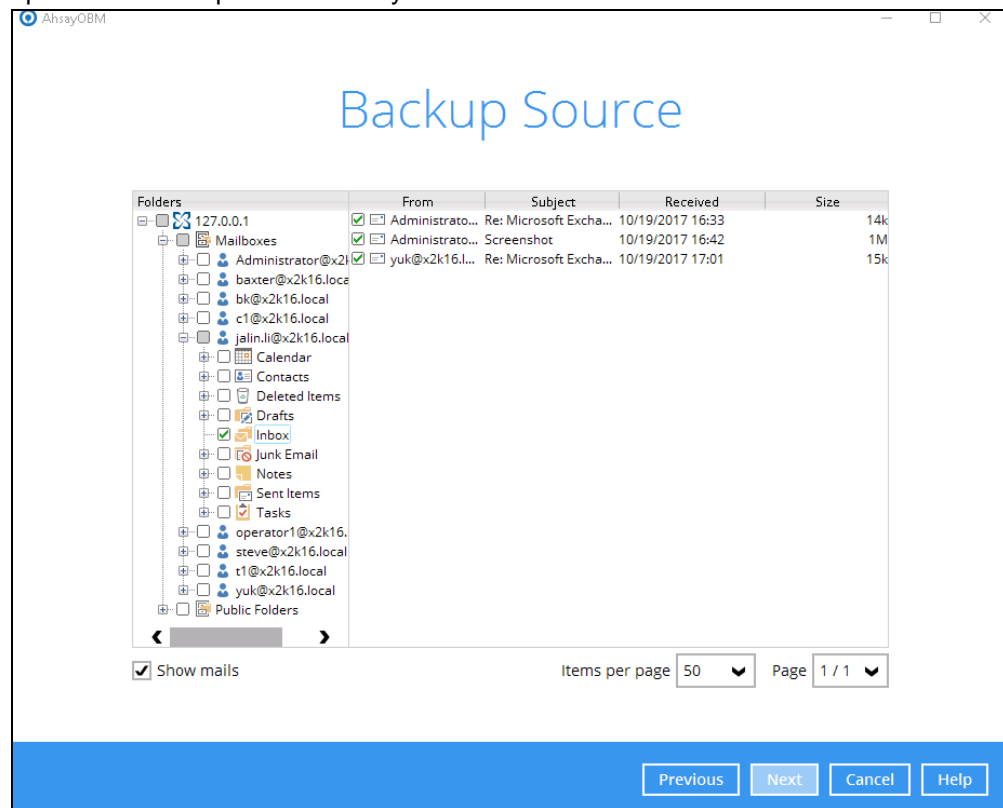 AhsayOBM
Backup Source
Folders From Subject Received Size
127.0.0.1 Administrato... Re: Microsoft Excha... 10/19/2017 16:33 14k
Mailboxes Administrato... Screenshot 10/19/2017 16:42 1M
Administrator@x2k yuk@x2k16.l... Re: Microsoft Excha... 10/19/2017 17:01 15k
baxter@x2k16.loca
bk@x2k16.local
c1@x2k16.local
jalin.li@x2k16.local
Calendar
Contacts
Deleted Items
Drafts
Inbox
Junk Email
Notes
Sent Items
Tasks
operator1@x2k16.
steve@x2k16.local
t1@x2k16.local
yuk@x2k16.local
Public Folders
Show mails Items per page 50 Page 1 / 1
Previous Next Cancel Help